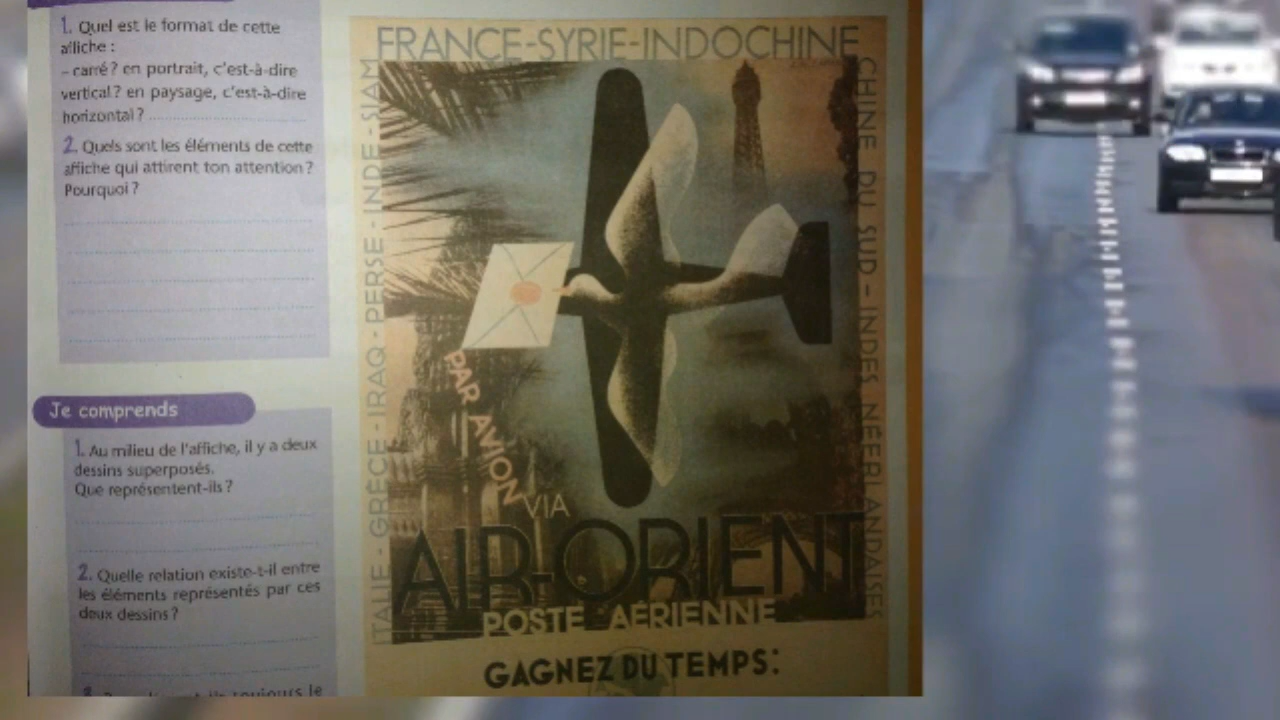 1. Quel est le format de cette
affiche :
– carré ? en portrait, c'est-à-dire
vertical ? en paysage, c'est-à-dire
horizontal ?
2. Quels sont les éléments de cette
affiche qui attirent ton attention ?
Pourquoi ?
Je comprends
1. Au milieu de l'affiche, il y a deux
dessins superposés.
Que représentent-ils ?
2. Quelle relation existe-t-il entre
les éléments représentés par ces
deux dessins ?
toujours le
FRANCE-SYRIE-INDOCHINE
CHINE DU SUD - INDES NEERLANDAISES
ITALIE - GRÈCE - IRAQ - PERSE - INDE - SIAM
PAR AVION
VIA
AIR-ORIENT
POSTE AÉRIENNE
GAGNEZ DU TEMPS: